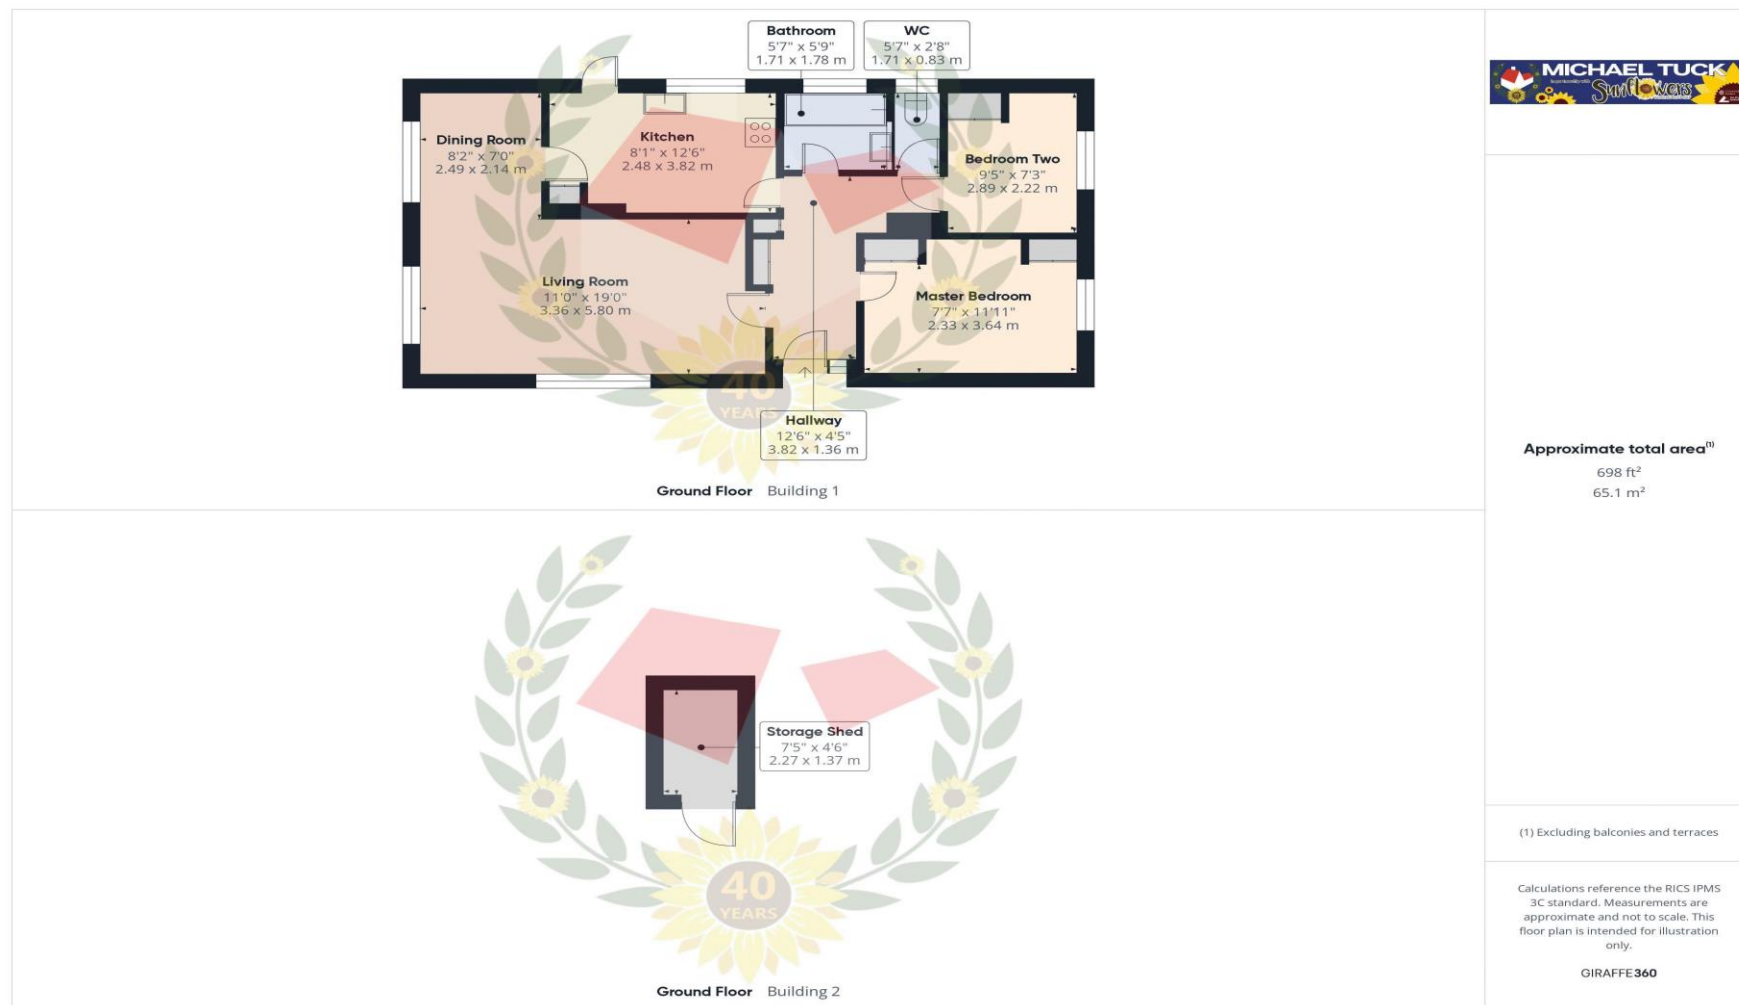 Bathroom
5'7" x 5'9"
1.71 x 1.78 m
WC
5'7" x 2'8"
1.71 x 0.83 m
Dining Room
8'2" x 7'0"
2.49 x 2.14 m
Kitchen
8'1" x 12'6"
2.48 x 3.82 m
Bedroom Two
9'5" x 7'3"
2.89 x 2.22 m
Living Room
11'0" x 19'0"
3.36 x 5.80 m
Master Bedroom
7'7" x 11'11"
2.33 x 3.64 m
40
YEARS
Hallway
12'6" x 4'5"
3.82 x 1.36 m
Ground Floor Building 1
Storage Shed
7'5" x 4'6"
2.27 x 1.37 m
40
YEARS
Ground Floor Building 2
MICHAEL TUCK
Sunflowers
Approximate total area(1)
698 ft²
65.1 m²
(1) Excluding balconies and terraces
Calculations reference the RICS IPMS
3C standard. Measurements are
approximate and not to scale. This
floor plan is intended for illustration
only.
GIRAFFE360